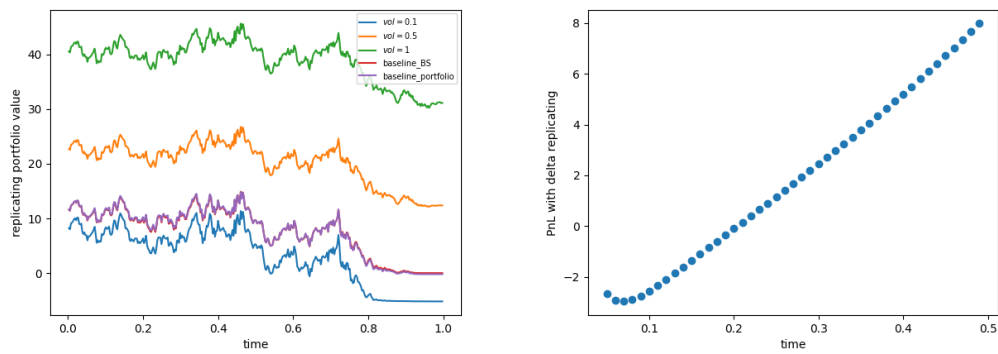 replicating portfolio value
40
30
20
10
0
0.0 0.2 0.4 0.6 0.8 1.0
time
vol = 0.1
vol = 0.5
vol = 1
baseline_BS
baseline_portfolio
PnL with delta replicating
8
6
4
2
0
−2
0.1 0.2 0.3 0.4 0.5
time